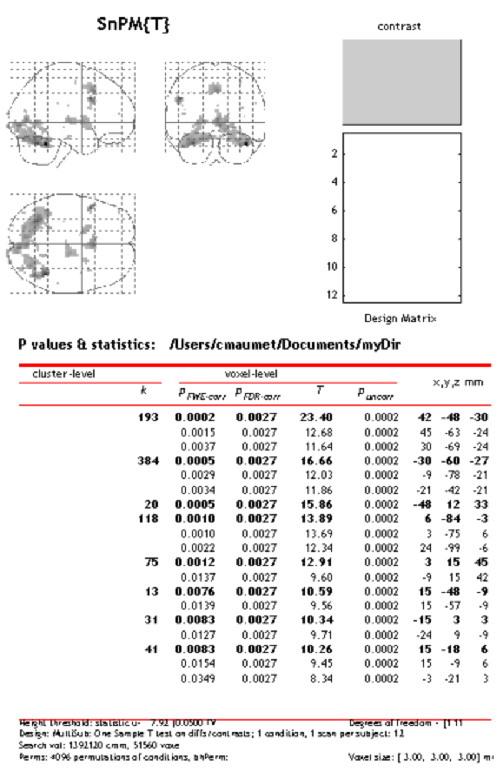 SnPM{T}
contrast
2
4
6
8
10
12
Design Matrix
P values & statistics: /Users/cmaumet/Documents/myDir
cluster-level voxel-level x,y,z mm
k p FWE-corr p FDR-corr T p uncorr
193 0.0002 0.0027 23.40 0.0002 42 -48 -30
0.0015 0.0027 12.68 0.0002 45 -63 -24
0.0037 0.0027 11.64 0.0002 30 -69 -24
384 0.0005 0.0027 16.66 0.0002 -30 -60 -27
0.0029 0.0027 12.03 0.0002 -9 -78 -21
0.0034 0.0027 11.86 0.0002 -21 -42 -21
20 0.0005 0.0027 15.86 0.0002 -48 12 33
118 0.0010 0.0027 13.89 0.0002 6 -84 -3
0.0010 0.0027 13.69 0.0002 3 -75 6
0.0022 0.0027 12.34 0.0002 24 -99 -6
75 0.0012 0.0027 12.91 0.0002 3 15 45
0.0137 0.0027 9.60 0.0002 -9 15 42
13 0.0076 0.0027 10.59 0.0002 15 -48 -9
0.0139 0.0027 9.56 0.0002 15 -57 -9
31 0.0083 0.0027 10.34 0.0002 -15 3 3
0.0127 0.0027 9.71 0.0002 -24 9 -9
41 0.0083 0.0027 10.26 0.0002 15 -18 6
0.0154 0.0027 9.45 0.0002 15 -9 6
0.0349 0.0027 8.34 0.0002 -3 -21 3
Height threshold: statistic 7.92 Degrees of freedom
Design: MultiSub: One Sample T test on diffs/contrasts; 1 condition, 1 scan per subject: 12
Search vol: 1392120 cmm, 51560 voxe
Perms: 4096 permutations of conditions, bhPerm: Voxel size: [ 3.00, 3.00, 3.00] m